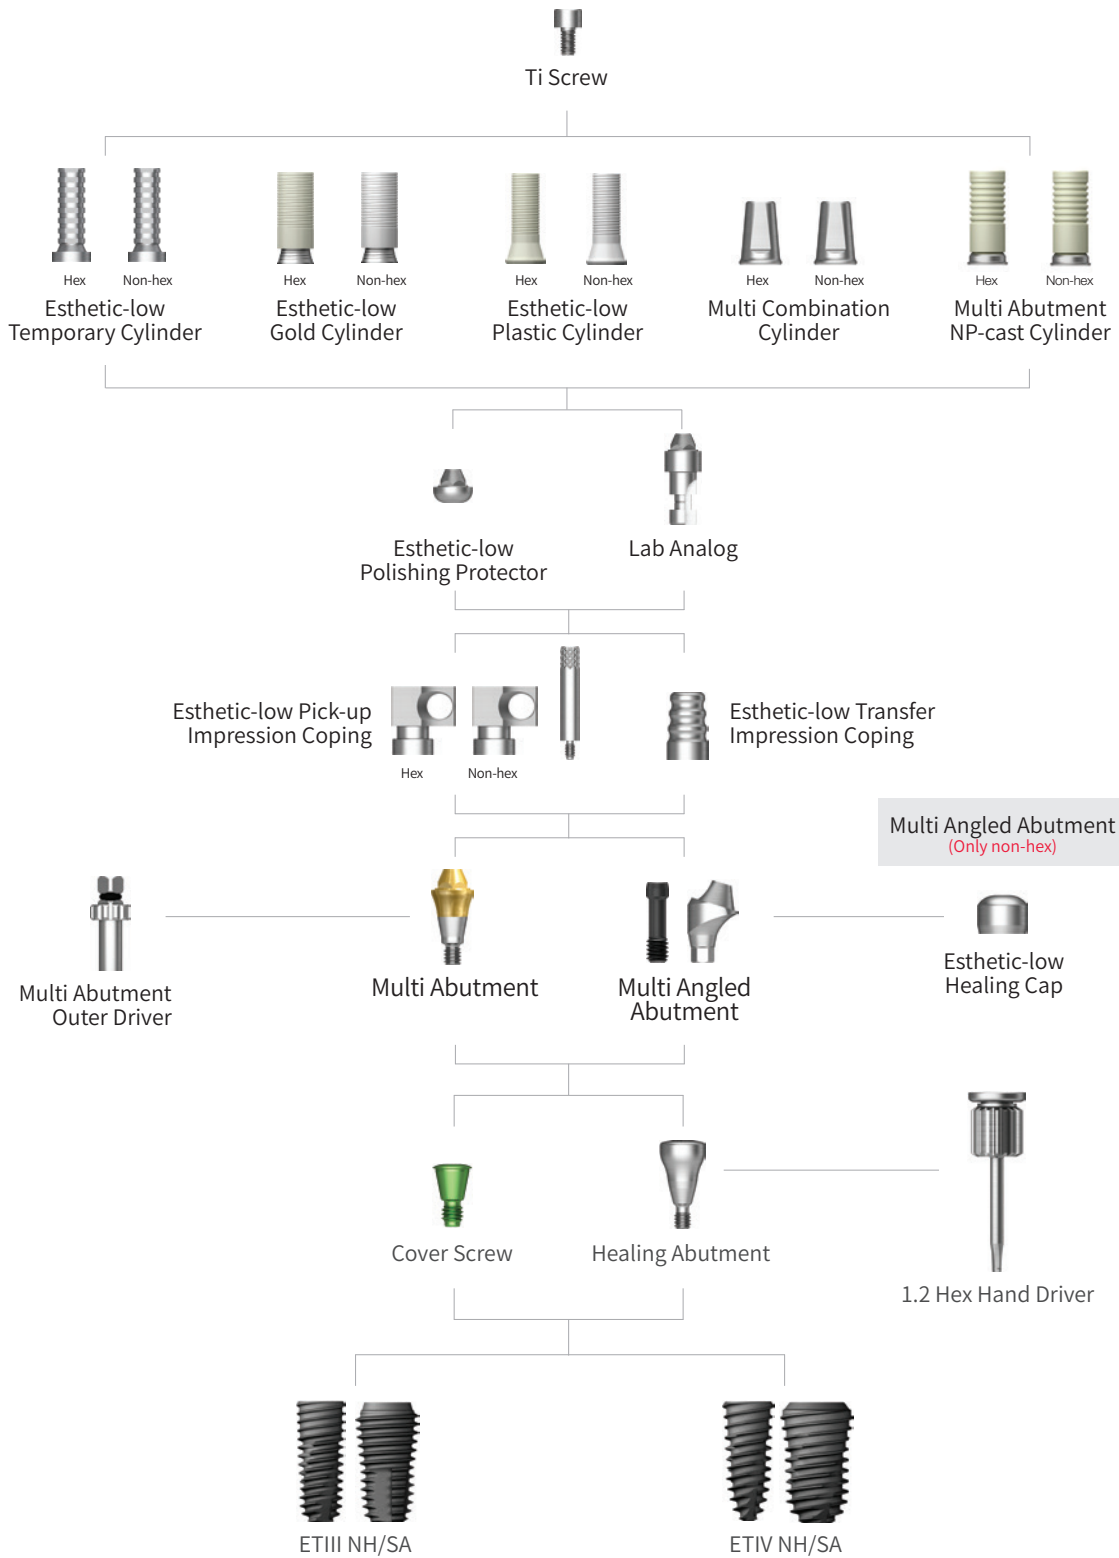 Ti Screw
Hex
Non-hex
Esthetic-low
Temporary Cylinder
Hex
Non-hex
Esthetic-low
Gold Cylinder
Hex
Non-hex
Esthetic-low
Plastic Cylinder
Hex
Non-hex
Multi Combination
Cylinder
Hex
Non-hex
Multi Abutment
NP-cast Cylinder
Esthetic-low
Polishing Protector
Lab Analog
Esthetic-low Pick-up
Impression Coping
Hex
Non-hex
Esthetic-low Transfer
Impression Coping
Multi Angled Abutment
(Only non-hex)
Multi Abutment
Outer Driver
Multi Abutment
Multi Angled
Abutment
Esthetic-low
Healing Cap
Cover Screw
Healing Abutment
1.2 Hex Hand Driver
ETIII NH/SA
ETIV NH/SA